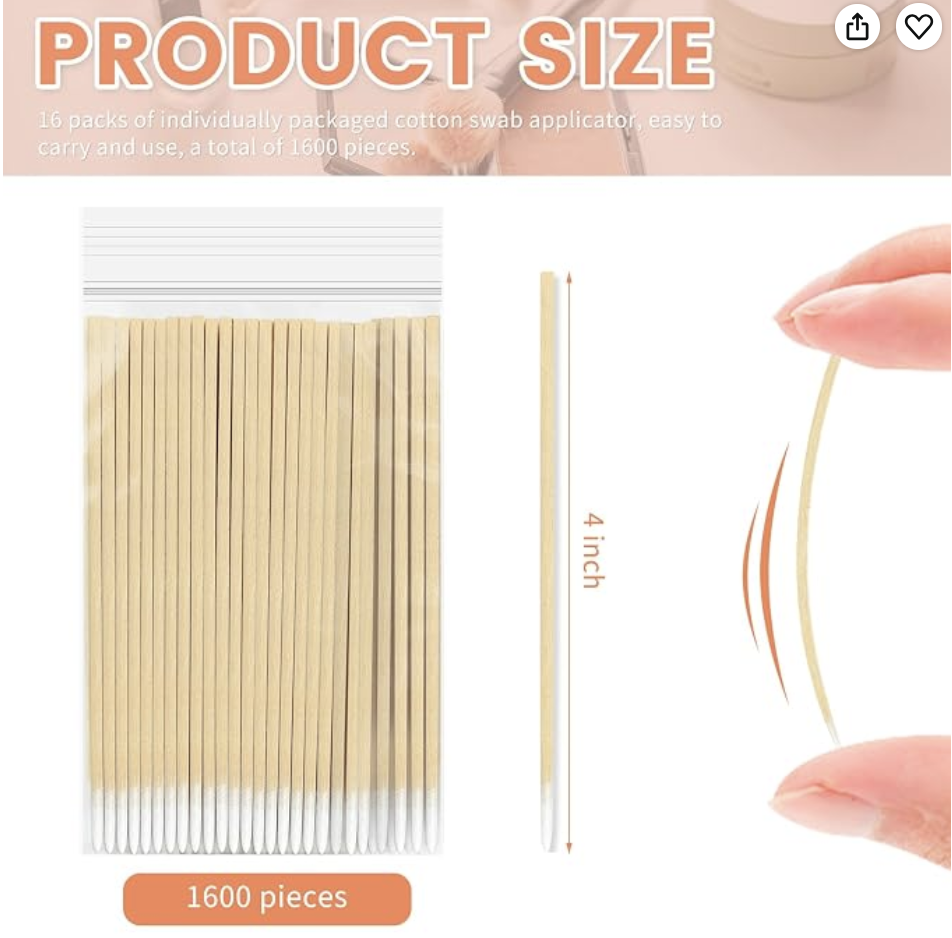 PRODUCT SIZE
16 packs of individually packaged cotton swab applicator, easy to
carry and use, a total of 1600 pieces.
4 inch
1600 pieces